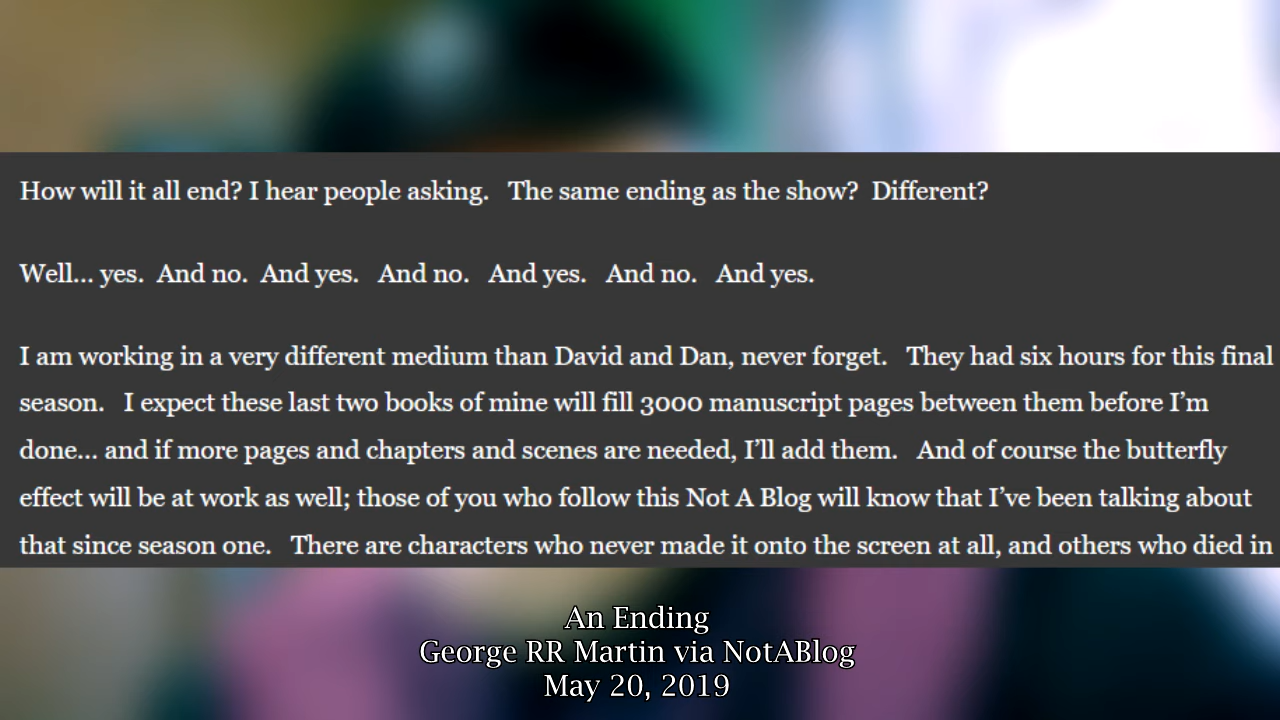 How will it all end? I hear people asking.   The same ending as the show?  Different?
Well... yes.  And no.  And yes.   And no.   And yes.   And no.   And yes.
I am working in a very different medium than David and Dan, never forget.   They had six hours for this final
season.   I expect these last two books of mine will fill 3000 manuscript pages between them before I’m
done... and if more pages and chapters and scenes are needed, I’ll add them.   And of course the butterfly
effect will be at work as well; those of you who follow this Not A Blog will know that I’ve been talking about
that since season one.   There are characters who never made it onto the screen at all, and others who died in
An Ending
George RR Martin via NotABlog
May 20, 2019